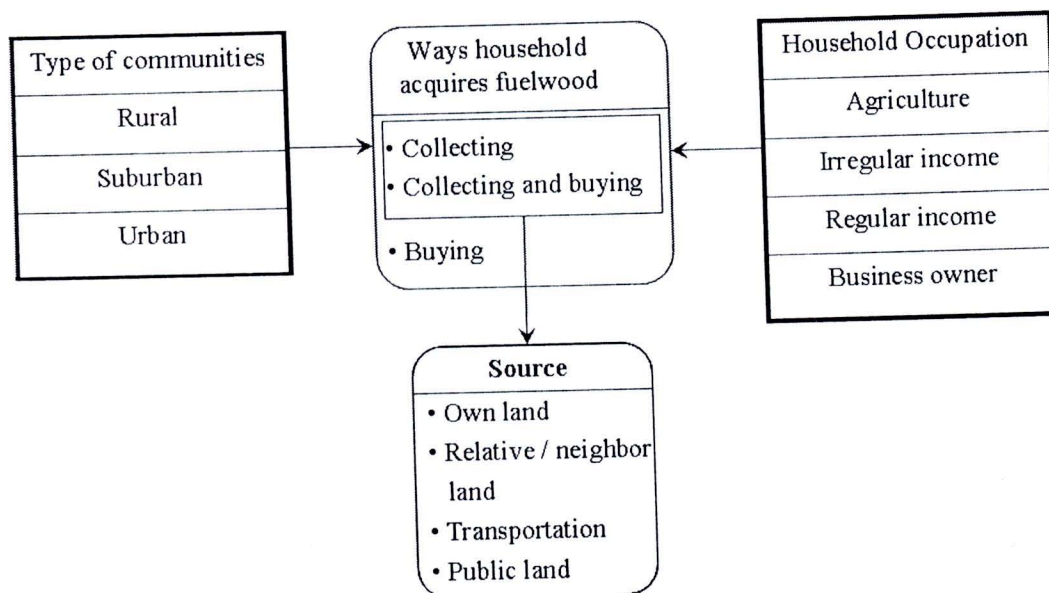 Type of communities
Rural
Suburban
Urban
Ways household
acquires fuelwood
• Collecting
• Collecting and buying
• Buying
Household Occupation
Agriculture
Irregular income
Regular income
Business owner
Source
• Own land
• Relative / neighbor
land
• Transportation
• Public land